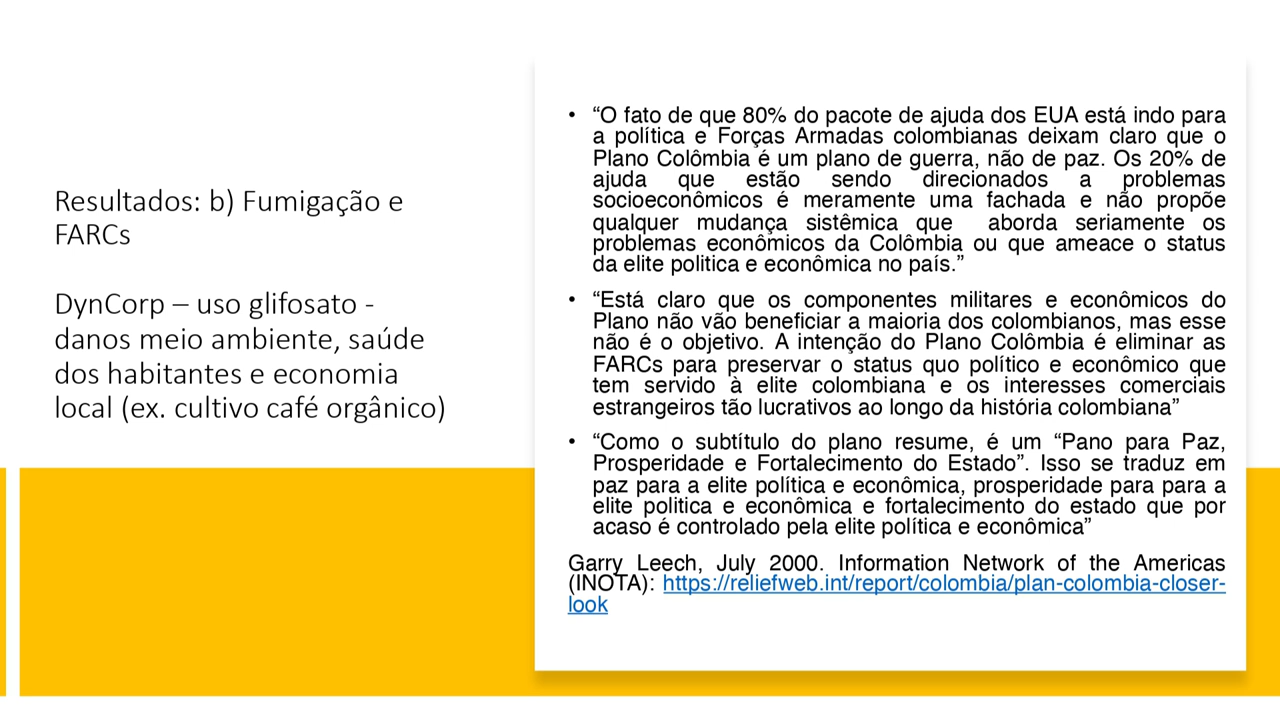 Resultados: b) Fumigação e
FARCs
DynCorp – uso glifosato -
danos meio ambiente, saúde
dos habitantes e economia
local (ex. cultivo café orgânico)
• “O fato de que 80% do pacote de ajuda dos EUA está indo para
a política e Forças Armadas colombianas deixam claro que o
Plano Colômbia é um plano de guerra, não de paz. Os 20% de
ajuda que estão sendo direcionados a problemas
socioeconômicos é meramente uma fachada e não propõe
qualquer mudança sistêmica que aborda seriamente os
problemas econômicos da Colômbia ou que ameace o status
da elite politica e econômica no país.”
• “Está claro que os componentes militares e econômicos do
Plano não vão beneficiar a maioria dos colombianos, mas esse
não é o objetivo. A intenção do Plano Colômbia é eliminar as
FARCs para preservar o status quo político e econômico que
tem servido à elite colombiana e os interesses comerciais
estrangeiros tão lucrativos ao longo da história colombiana”
• “Como o subtítulo do plano resume, é um “Pano para Paz,
Prosperidade e Fortalecimento do Estado”. Isso se traduz em
paz para a elite política e econômica, prosperidade para para a
elite politica e econômica e fortalecimento do estado que por
acaso é controlado pela elite política e econômica”
Garry Leech, July 2000. Information Network of the Americas
(INOTA): https://reliefweb.int/report/colombia/plan-colombia-closer-
look